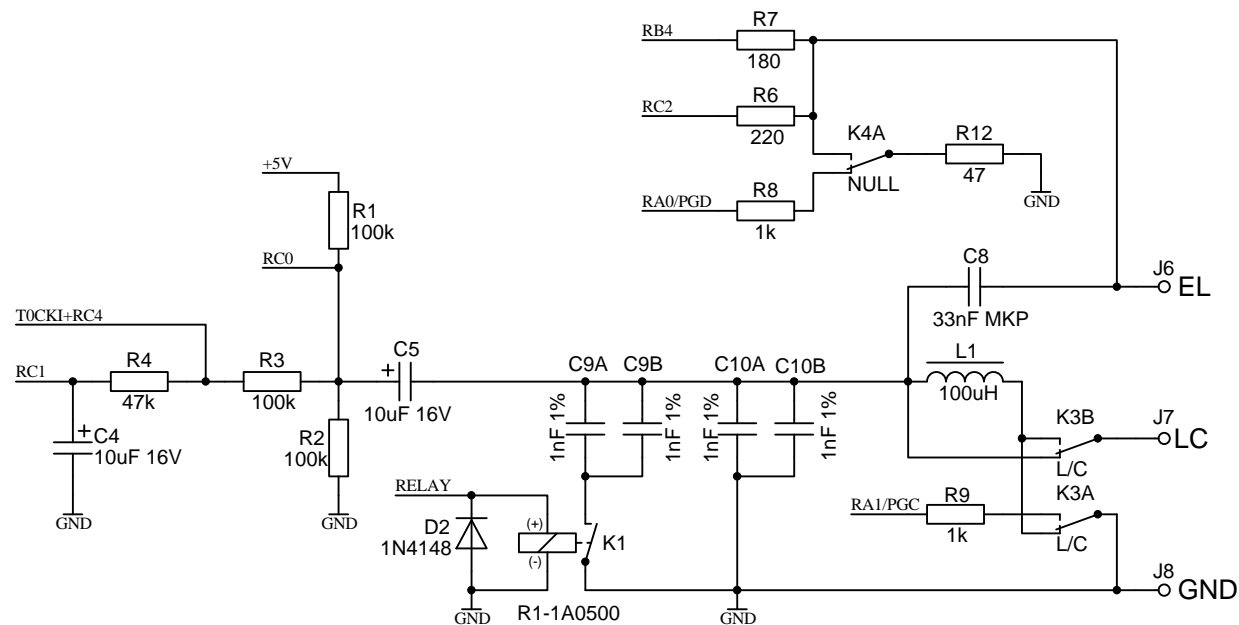 RB4
R7
180
RC2
R6
220
K4A
NULL
R12
47
GND
RA0/PGD
R8
1k
+5V
R1
100k
RC0
T0CKI+RC4
RC1
R4
47k
R3
100k
C4
10uF 16V
+
GND
R2
100k
GND
C5
+
10uF 16V
C9A
1nF 1%
C9B
1nF 1%
C10A
1nF 1%
C10B
1nF 1%
C8
33nF MKP
L1
100uH
J6
EL
K3B
L/C
J7
LC
RA1/PGC
R9
1k
K3A
L/C
J8
GND
RELAY
D2
1N4148
(+)
(-)
K1
R1-1A0500
GND
GND